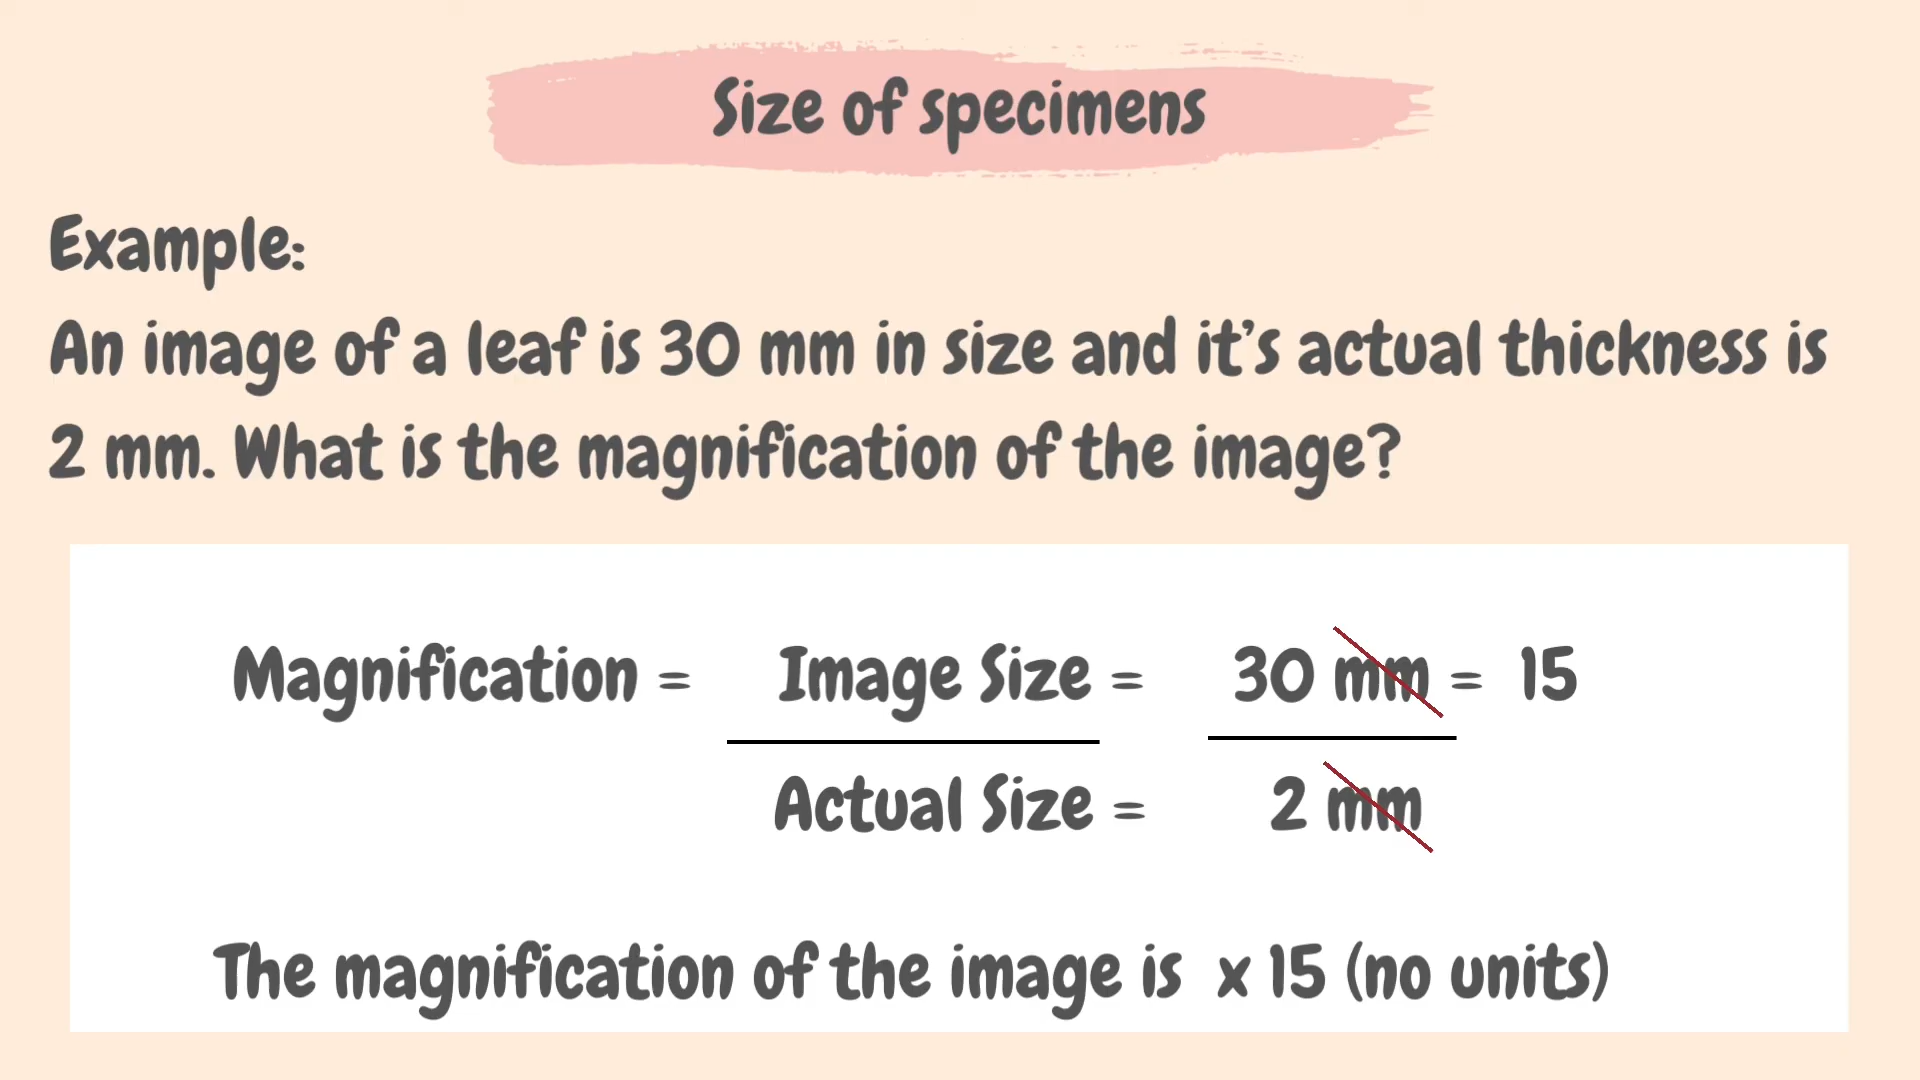 Size of specimens
Example:
An image of a leaf is 30 mm in size and it's actual thickness is
2 mm. What is the magnification of the image?
Magnification = Image Size = 30 mm = 15
Actual Size = 2 mm
The magnification of the image is x 15 (no units)